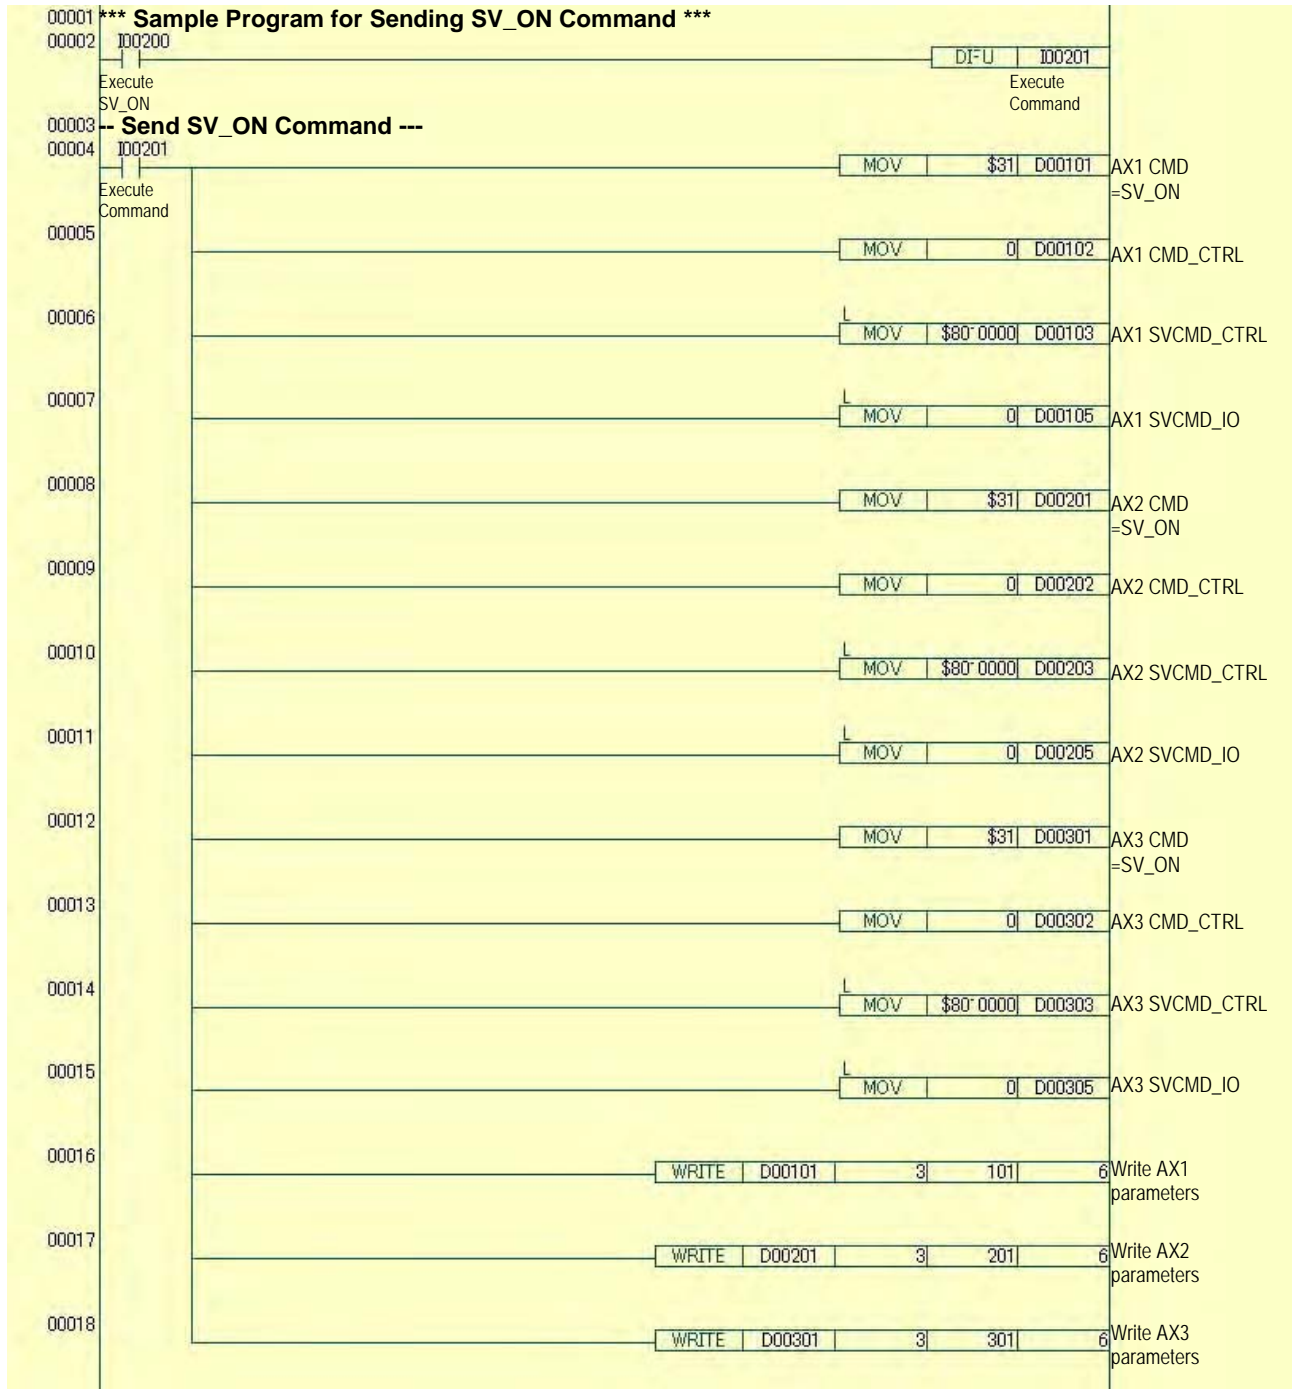 00001 *** Sample Program for Sending SV_ON Command ***
00002 I00200
DIFU I00201
Execute
SV_ON
Execute
Command
00003 -- Send SV_ON Command ---
00004 I00201
MOV $31 D00101 AX1 CMD
=SV_ON
Execute
Command
00005
MOV 0 D00102 AX1 CMD_CTRL
00006
L
MOV D00103 AX1 SVCMD_CTRL
00007
L
MOV 0 D00105 AX1 SVCMD_IO
00008
MOV $31 D00201 AX2 CMD
=SV_ON
00009
MOV 0 D00202 AX2 CMD_CTRL
00010
L
MOV D00203 AX2 SVCMD_CTRL
00011
L
MOV 0 D00205 AX2 SVCMD_IO
00012
MOV $31 D00301 AX3 CMD
=SV_ON
00013
MOV 0 D00302 AX3 CMD_CTRL
00014
L
MOV D00303 AX3 SVCMD_CTRL
00015
L
MOV 0 D00305 AX3 SVCMD_IO
00016
WRITE D00101 3 101 6 Write AX1
parameters
00017
WRITE D00201 3 201 6 Write AX2
parameters
00018
WRITE D00301 3 301 6 Write AX3
parameters